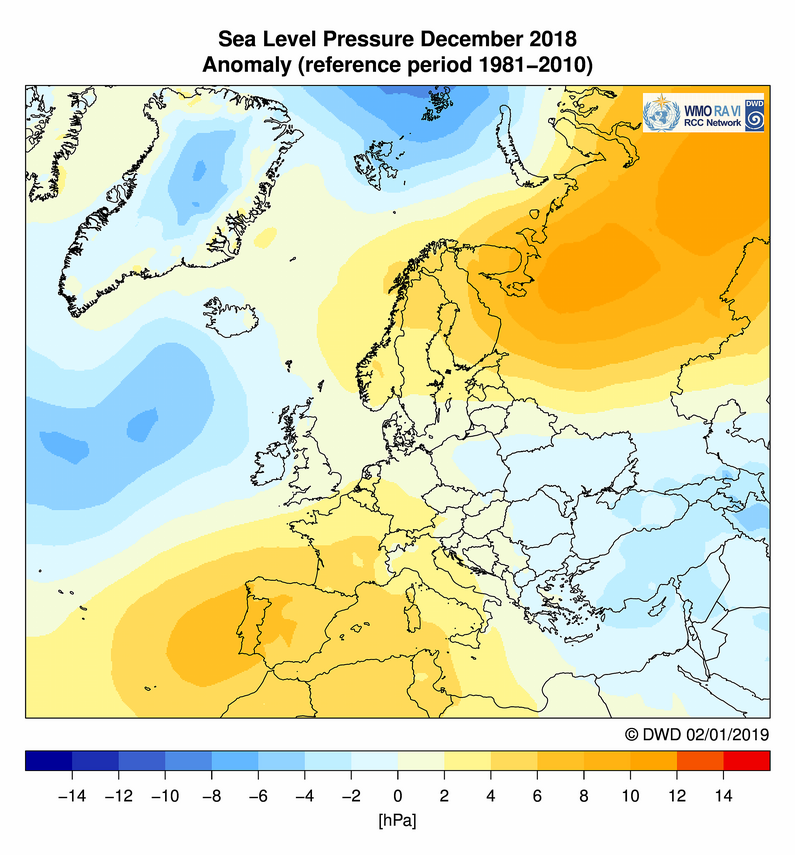 Sea Level Pressure December 2018
Anomaly (reference period 1981−2010)
WMO RA VI
RCC Network
DWD
© DWD 02/01/2019
−14 −12 −10 −8 −6 −4 −2 0 2 4 6 8 10 12 14
[hPa]